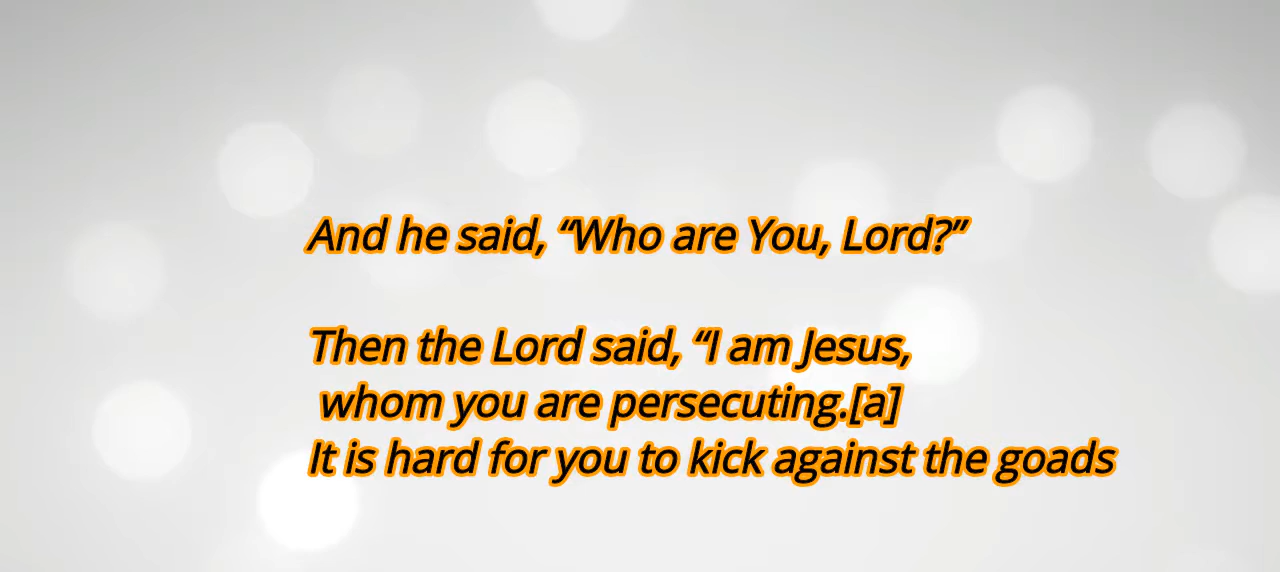 And he said, “Who are You, Lord?”
Then the Lord said, “I am Jesus,
whom you are persecuting.[a]
It is hard for you to kick against the goads